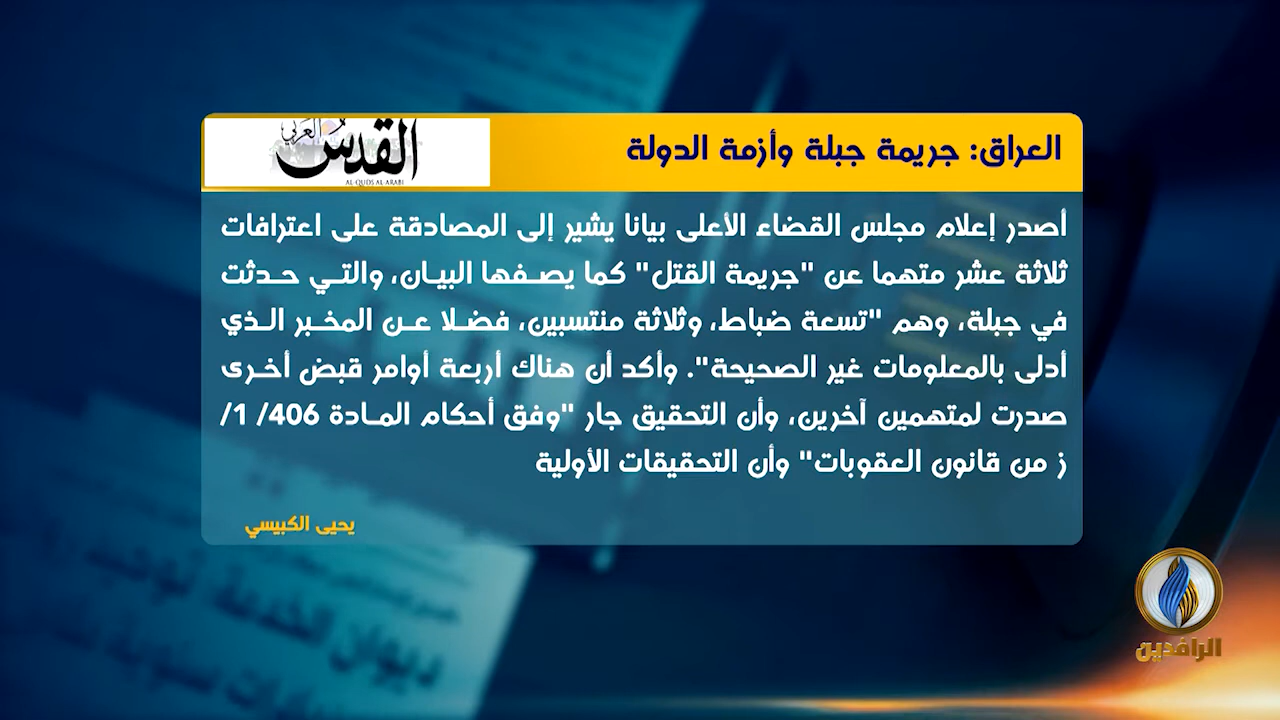 العراق: جريمة جبلة وأزمة الدولة
القدس العربي
AL-QUDS AL-ARABI
أصدر إعلام مجلس القضاء الأعلى بيانا يشير إلى المصادقة على اعترافات
ثلاثة عشر متهما عن "جريمة القتل" كما يصفها البيان، والتي حدثت
في جبلة، وهم "تسعة ضباط، وثلاثة منتسبين، فضلا عن المخبر الذي
أدلى بالمعلومات غير الصحيحة". وأكد أن هناك أربعة أوامر قبض أخرى
صدرت لمتهمين آخرين، وأن التحقيق جار "وفق أحكام المادة 406/ 1/
ز من قانون العقوبات" وأن التحقيقات الأولية
يحيى الكبيسي
ديوان الخدمة: توحيد
الرافدين